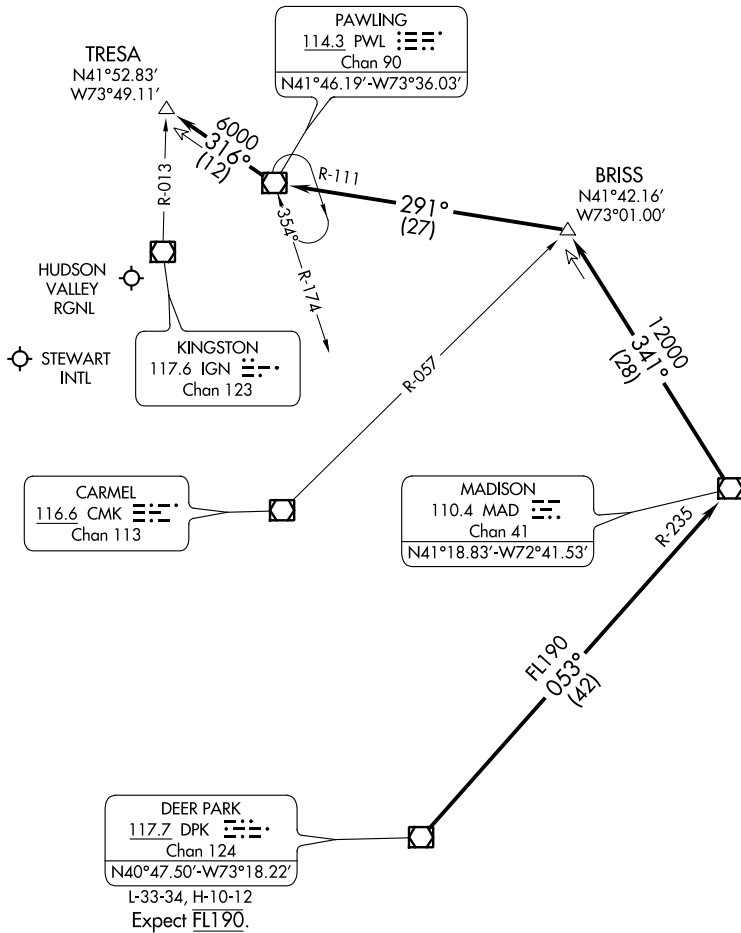 PAWLING
114.3 PWL
Chan 90
N41°46.19'-W73°36.03'
TRESA
N41°52.83'
W73°49.11'
6000
316°
(12)
R-013
R-111
354°
R-174
291°
(27)
BRISS
N41°42.16'
W73°01.00'
HUDSON
VALLEY
RGNL
STEWART
INTL
KINGSTON
117.6 IGN
Chan 123
R-057
12000
341°
(28)
CARMEL
116.6 CMK
Chan 113
MADISON
110.4 MAD
Chan 41
N41°18.83'-W72°41.53'
R-235
FL190
053°
(42)
DEER PARK
117.7 DPK
Chan 124
N40°47.50'-W73°18.22'
L-33-34, H-10-12
Expect FL190.